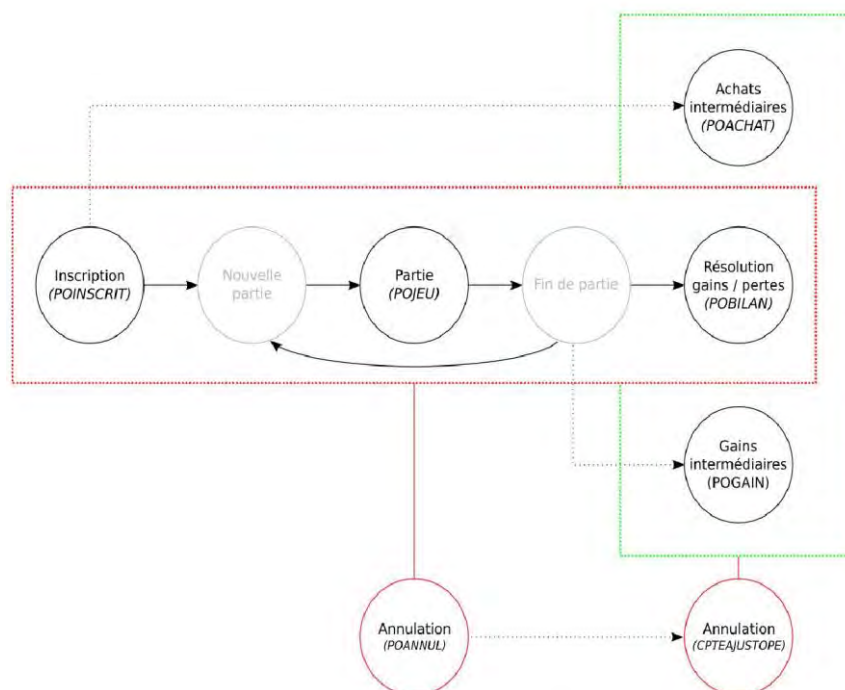 Achats
intermédiaires
(POACHAT)
Inscription
(POINSCRIT)
Nouvelle
partie
Partie
(POJEU)
Fin de partie
Résolution
gains / pertes
(POBILAN)
Gains
intermédiaires
(POGAIN)
Annulation
(POANNUL)
Annulation
(CPTEAJUSTOPE)